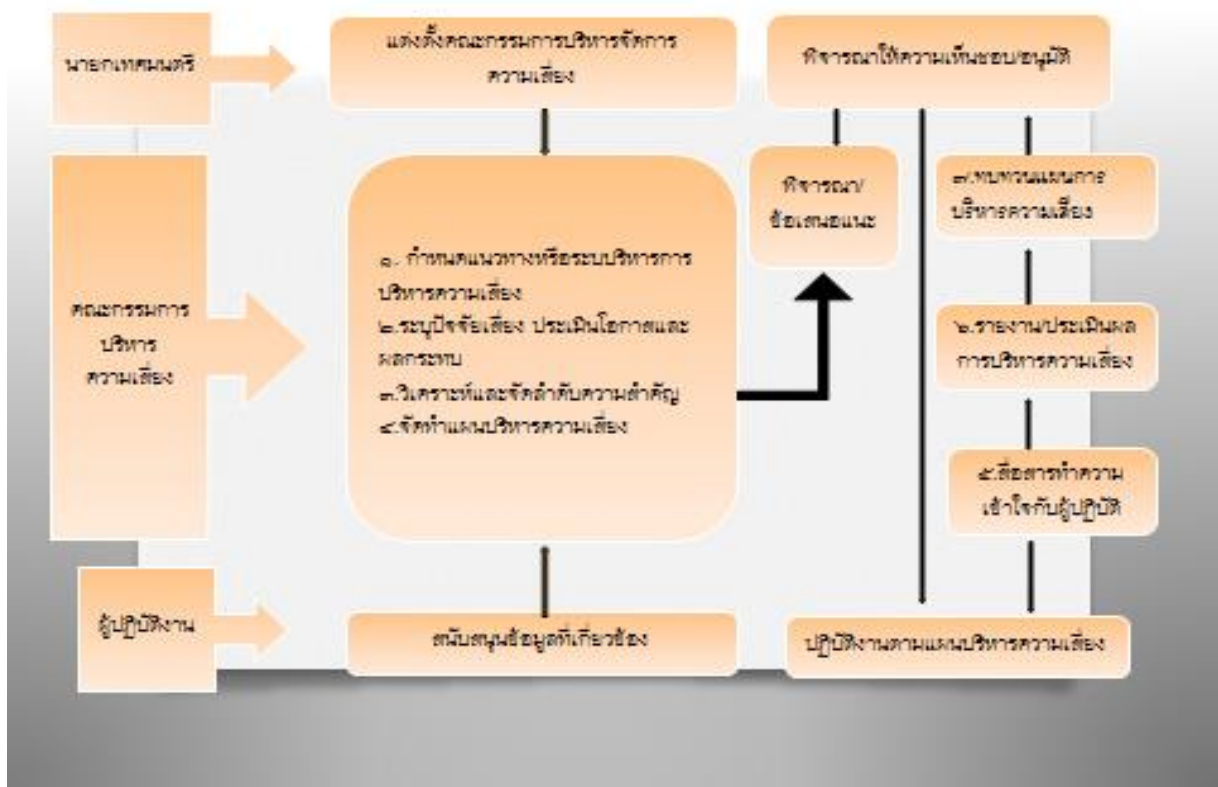 นายกเทศมนตรี
แต่งตั้งคณะกรรมการบริหารจัดการ
ความเสี่ยง
พิจารณาให้ความเห็นชอบ/อนุมัติ
คณะกรรมการ
บริหาร
ความเสี่ยง
๑. กำหนดแนวทางหรือระบบบริหารการ
บริหารความเสี่ยง
๒.ระบุปัจจัยเสี่ยง ประเมินโอกาสและ
ผลกระทบ
๓.วิเคราะห์และจัดลำดับความสำคัญ
๔.จัดทำแผนบริหารความเสี่ยง
พิจารณา/
ข้อเสนอแนะ
๗.ทบทวนแผนการ
บริหารความเสี่ยง
๖.รายงาน/ประเมินผล
การบริหารความเสี่ยง
๕.สื่อสารทำความ
เข้าใจกับผู้ปฏิบัติ
ผู้ปฏิบัติงาน
สนับสนุนข้อมูลที่เกี่ยวข้อง
ปฏิบัติงานตามแผนบริหารความเสี่ยง